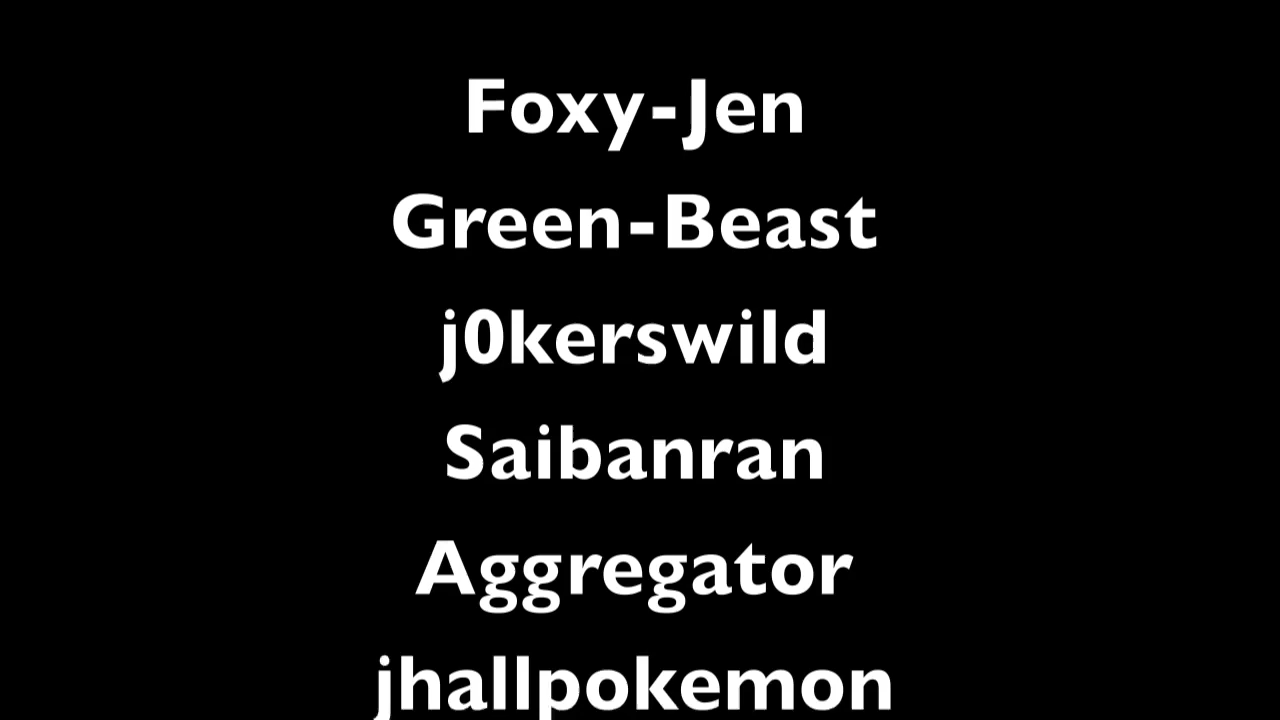 Foxy-Jen
Green-Beast
j0kerswild
Saibanran
Aggregator
jhallpokemon